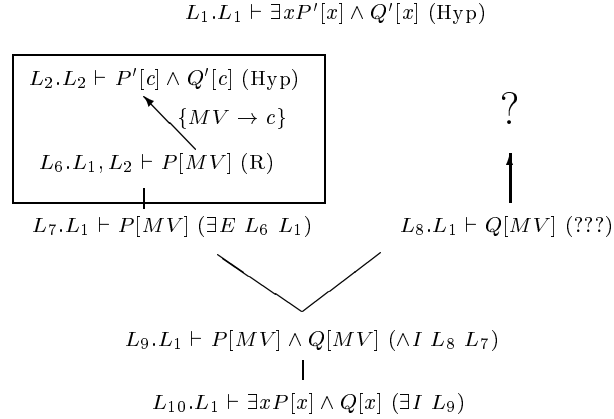 L₁.L₁ ⊢ ∃xP′[x] ∧ Q′[x] (Hyp)
L₂.L₂ ⊢ P′[c] ∧ Q′[c] (Hyp)
{MV → c}
?
L₆.L₁, L₂ ⊢ P[MV] (R)
L₇.L₁ ⊢ P[MV] (∃E L₆ L₁)
L₈.L₁ ⊢ Q[MV] (???)
L₉.L₁ ⊢ P[MV] ∧ Q[MV] (∧I L₈ L₇)
L₁₀.L₁ ⊢ ∃xP[x] ∧ Q[x] (∃I L₉)